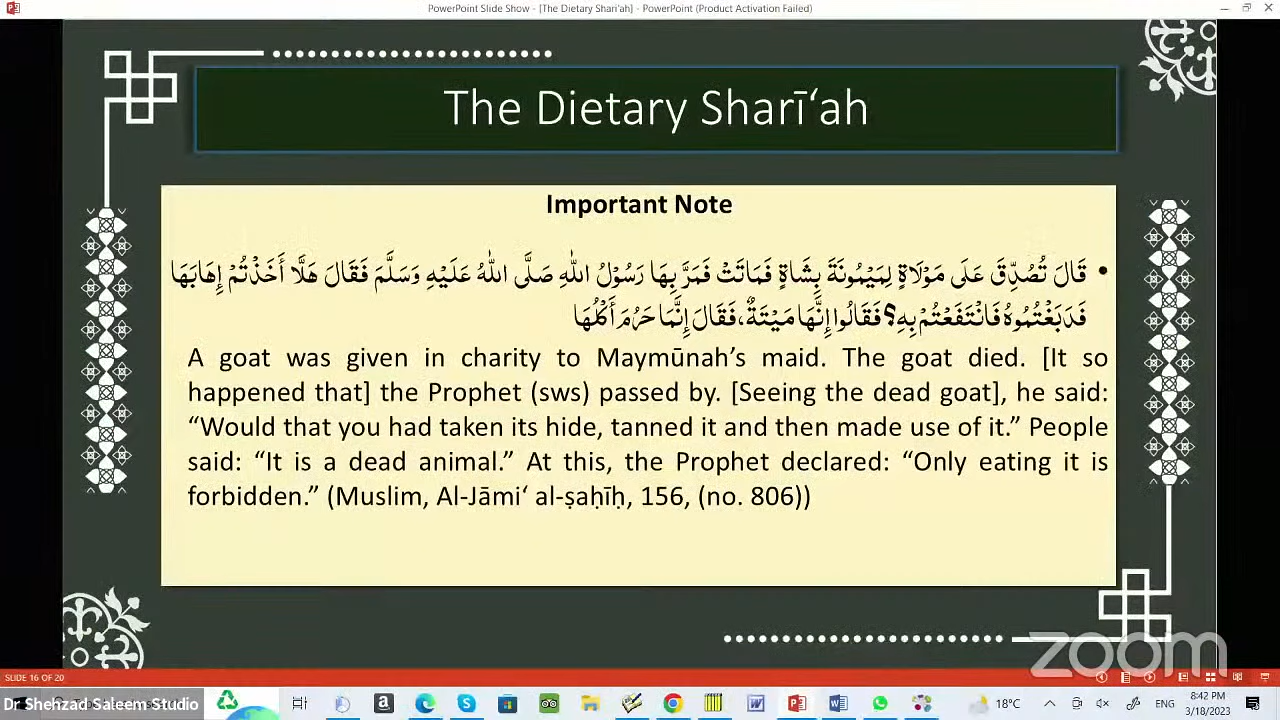 PowerPoint Slide Show - [The Dietary Shari'ah] - PowerPoint (Product Activation Failed)
The Dietary Sharī‘ah
Important Note
• قَالَ تُصُدِّقَ عَلَى مَوْلَاةٍ لِمَيْمُونَةَ بِشَاةٍ فَمَاتَتْ فَمَرَّ بِهَا رَسُوْلُ اللّٰهِ صَلَّى اللّٰهُ عَلَيْهِ وَسَلَّمَ فَقَالَ هَلَّا أَخَذْتُمْ إِهَابَهَا
فَدَبَغْتُمُوهُ فَانْتَفَعْتُمْ بِهِ؟ فَقَالُوا إِنَّهَا مَيْتَةٌ، فَقَالَ إِنَّمَا حَرُمَ أَكْلُهَا
A goat was given in charity to Maymūnah’s maid. The goat died. [It so
happened that] the Prophet (sws) passed by. [Seeing the dead goat], he said:
“Would that you had taken its hide, tanned it and then made use of it.” People
said: “It is a dead animal.” At this, the Prophet declared: “Only eating it is
forbidden.” (Muslim, Al-Jāmi‘ al-ṣaḥīḥ, 156, (no. 806))
zoom
SLIDE 16 OF 20
Dr Shehzad Saleem Studio
18°C
ENG
8:42 PM
3/18/2023